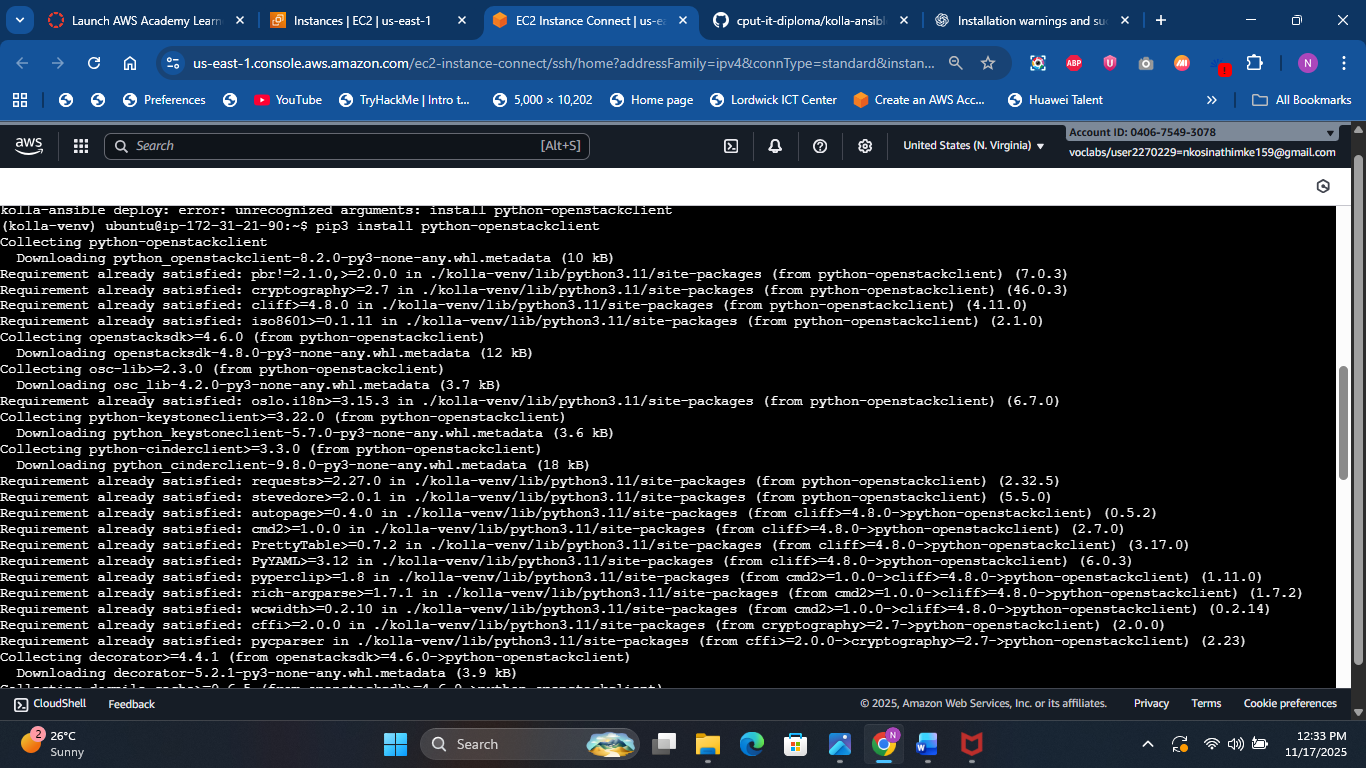 Launch AWS Academy Learn
Instances | EC2 | us-east-1
EC2 Instance Connect | us-ea
cput-it-diploma/kolla-ansibl
Installation warnings and suc
us-east-1.console.aws.amazon.com/ec2-instance-connect/ssh/home?addressFamily=ipv4&connType=standard&instan...
ABP
N
Preferences
YouTube
TryHackMe | Intro t...
5,000 × 10,202
Home page
Lordwick ICT Center
Create an AWS Acc...
Huawei Talent
All Bookmarks
aws
Search
[Alt+S]
United States (N. Virginia)
Account ID: 0406-7549-3078
voclabs/user2270229=nkosinathimke159@gmail.com
kolla-ansible deploy: error: unrecognized arguments: install python-openstackclient
(kolla-venv) ubuntu@ip-172-31-21-90:~$ pip3 install python-openstackclient
Collecting python-openstackclient
  Downloading python_openstackclient-8.2.0-py3-none-any.whl.metadata (10 kB)
Requirement already satisfied: pbr!=2.1.0,>=2.0.0 in ./kolla-venv/lib/python3.11/site-packages (from python-openstackclient) (7.0.3)
Requirement already satisfied: cryptography>=2.7 in ./kolla-venv/lib/python3.11/site-packages (from python-openstackclient) (46.0.3)
Requirement already satisfied: cliff>=4.8.0 in ./kolla-venv/lib/python3.11/site-packages (from python-openstackclient) (4.11.0)
Requirement already satisfied: iso8601>=0.1.11 in ./kolla-venv/lib/python3.11/site-packages (from python-openstackclient) (2.1.0)
Collecting openstacksdk>=4.6.0 (from python-openstackclient)
  Downloading openstacksdk-4.8.0-py3-none-any.whl.metadata (12 kB)
Collecting osc-lib>=2.3.0 (from python-openstackclient)
  Downloading osc_lib-4.2.0-py3-none-any.whl.metadata (3.7 kB)
Requirement already satisfied: oslo.i18n>=3.15.3 in ./kolla-venv/lib/python3.11/site-packages (from python-openstackclient) (6.7.0)
Collecting python-keystoneclient>=3.22.0 (from python-openstackclient)
  Downloading python_keystoneclient-5.7.0-py3-none-any.whl.metadata (3.6 kB)
Collecting python-cinderclient>=3.3.0 (from python-openstackclient)
  Downloading python_cinderclient-9.8.0-py3-none-any.whl.metadata (18 kB)
Requirement already satisfied: requests>=2.27.0 in ./kolla-venv/lib/python3.11/site-packages (from python-openstackclient) (2.32.5)
Requirement already satisfied: stevedore>=2.0.1 in ./kolla-venv/lib/python3.11/site-packages (from python-openstackclient) (5.5.0)
Requirement already satisfied: autopage>=0.4.0 in ./kolla-venv/lib/python3.11/site-packages (from cliff>=4.8.0->python-openstackclient) (0.5.2)
Requirement already satisfied: cmd2>=1.0.0 in ./kolla-venv/lib/python3.11/site-packages (from cliff>=4.8.0->python-openstackclient) (2.7.0)
Requirement already satisfied: PrettyTable>=0.7.2 in ./kolla-venv/lib/python3.11/site-packages (from cliff>=4.8.0->python-openstackclient) (3.17.0)
Requirement already satisfied: PyYAML>=3.12 in ./kolla-venv/lib/python3.11/site-packages (from cliff>=4.8.0->python-openstackclient) (6.0.3)
Requirement already satisfied: pyperclip>=1.8 in ./kolla-venv/lib/python3.11/site-packages (from cmd2>=1.0.0->cliff>=4.8.0->python-openstackclient) (1.11.0)
Requirement already satisfied: rich-argparse>=1.7.1 in ./kolla-venv/lib/python3.11/site-packages (from cmd2>=1.0.0->cliff>=4.8.0->python-openstackclient) (1.7.2)
Requirement already satisfied: wcwidth>=0.2.10 in ./kolla-venv/lib/python3.11/site-packages (from cmd2>=1.0.0->cliff>=4.8.0->python-openstackclient) (0.2.14)
Requirement already satisfied: cffi>=2.0.0 in ./kolla-venv/lib/python3.11/site-packages (from cryptography>=2.7->python-openstackclient) (2.0.0)
Requirement already satisfied: pycparser in ./kolla-venv/lib/python3.11/site-packages (from cffi>=2.0.0->cryptography>=2.7->python-openstackclient) (2.23)
Collecting decorator>=4.4.1 (from openstacksdk>=4.6.0->python-openstackclient)
  Downloading decorator-5.2.1-py3-none-any.whl.metadata (3.9 kB)
CloudShell
Feedback
© 2025, Amazon Web Services, Inc. or its affiliates.
Privacy
Terms
Cookie preferences
2
26°C
Sunny
Search
N
12:33 PM
11/17/2025